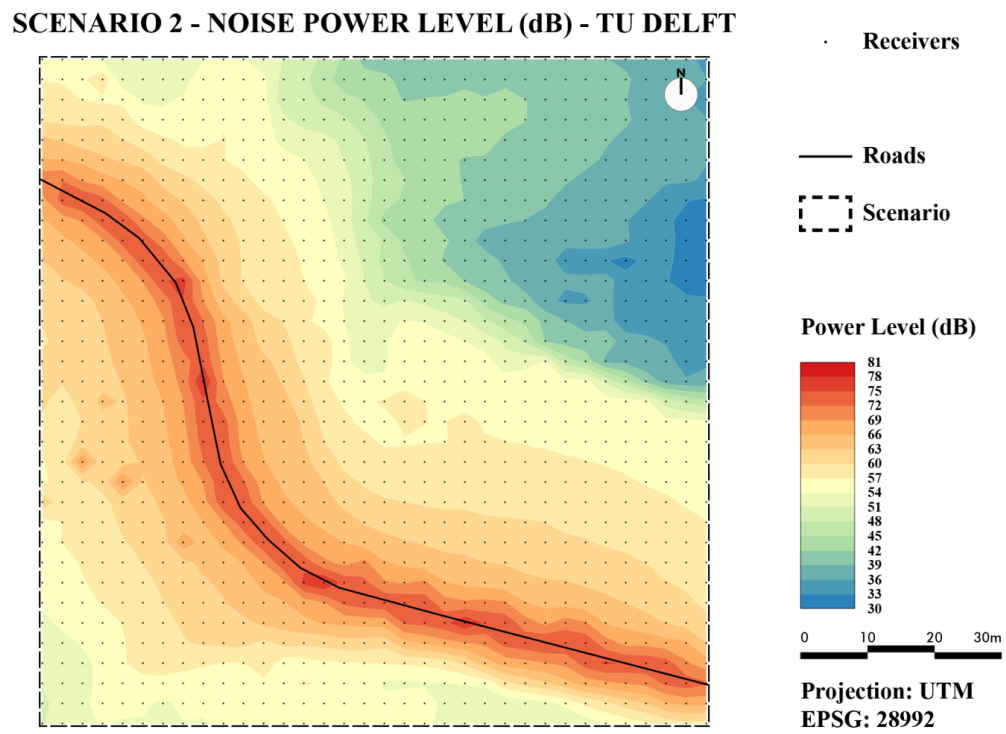 SCENARIO 2 - NOISE POWER LEVEL (dB) - TU DELFT
N
Receivers
Roads
Scenario
Power Level (dB)
81
78
75
72
69
66
63
60
57
54
51
48
45
42
39
36
33
30
0 10 20 30m
Projection: UTM
EPSG: 28992